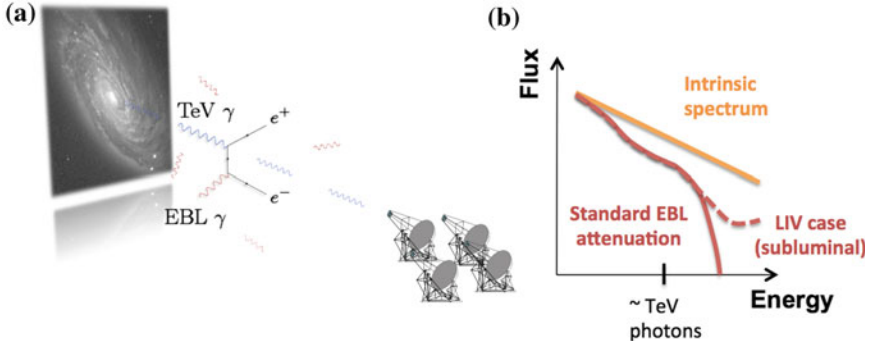 (a)
TeV γ
e+
e−
EBL γ
(b)
Flux
Intrinsic
spectrum
Standard EBL
attenuation
LIV case
(subluminal)
Energy
~ TeV
photons